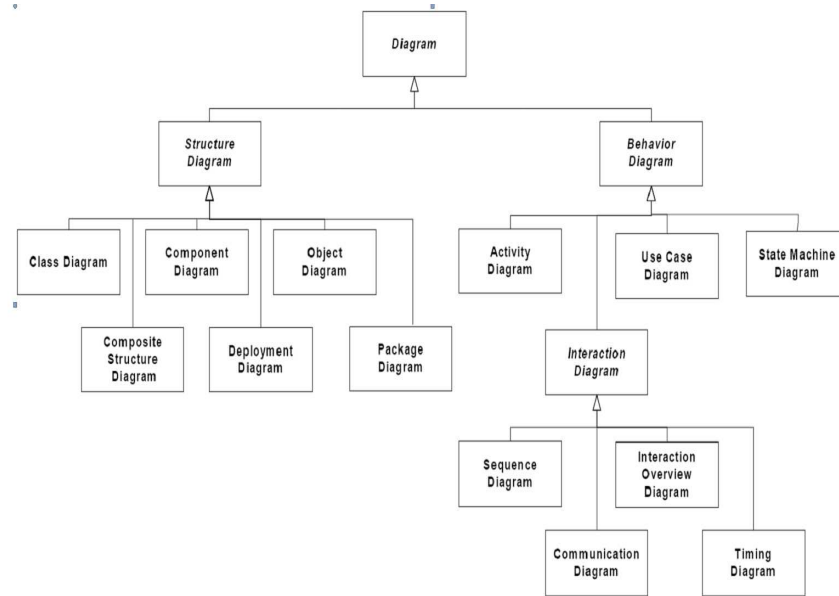 Diagram
Structure
Diagram
Behavior
Diagram
Class Diagram
Component
Diagram
Object
Diagram
Activity
Diagram
Use Case
Diagram
State Machine
Diagram
Composite
Structure
Diagram
Deployment
Diagram
Package
Diagram
Interaction
Diagram
Sequence
Diagram
Interaction
Overview
Diagram
Communication
Diagram
Timing
Diagram